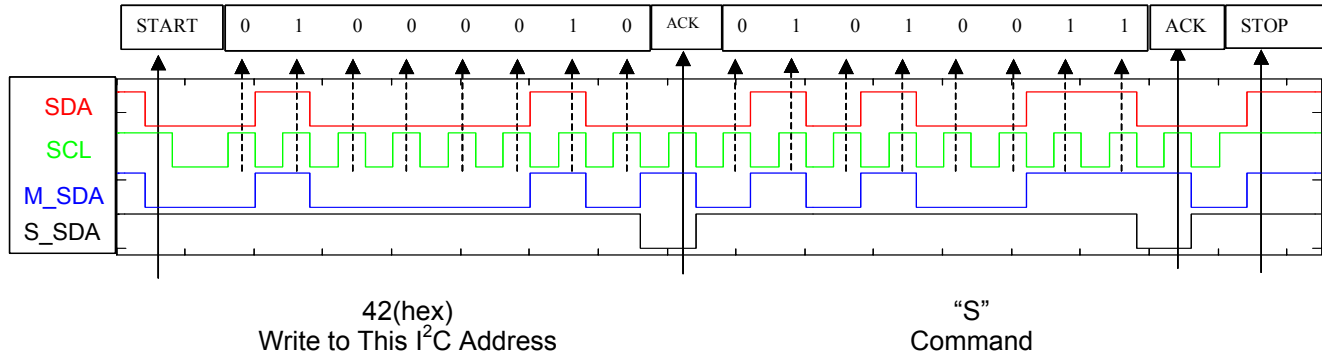 START 0 1 0 0 0 0 1 0 ACK 0 1 0 1 0 0 1 1 ACK STOP
SDA
SCL
M_SDA
S_SDA
42(hex) "S"
Write to This I²C Address Command